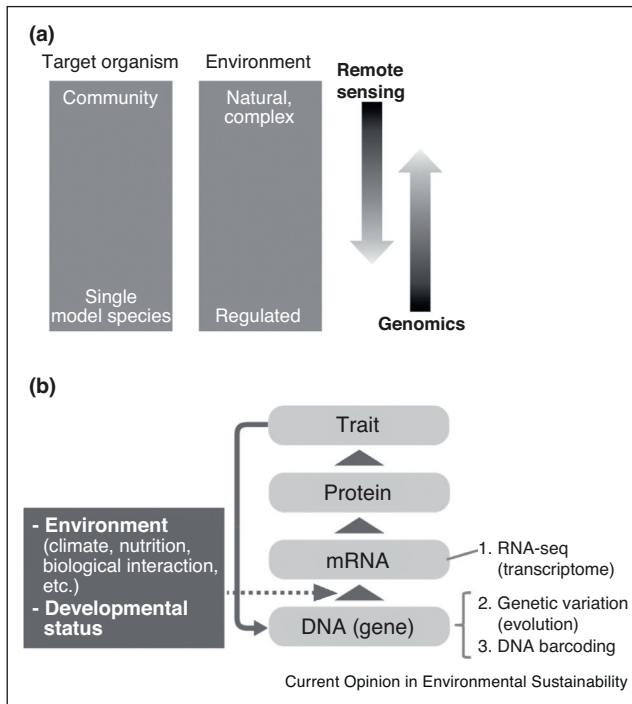 (a)
Target organism
Environment
Community
Natural,
complex
Remote
sensing
Single
model species
Regulated
Genomics
(b)
Trait
Protein
- Environment
(climate, nutrition,
biological interaction,
etc.)
- Developmental
status
mRNA
1. RNA-seq
(transcriptome)
DNA (gene)
2. Genetic variation
(evolution)
3. DNA barcoding
Current Opinion in Environmental Sustainability